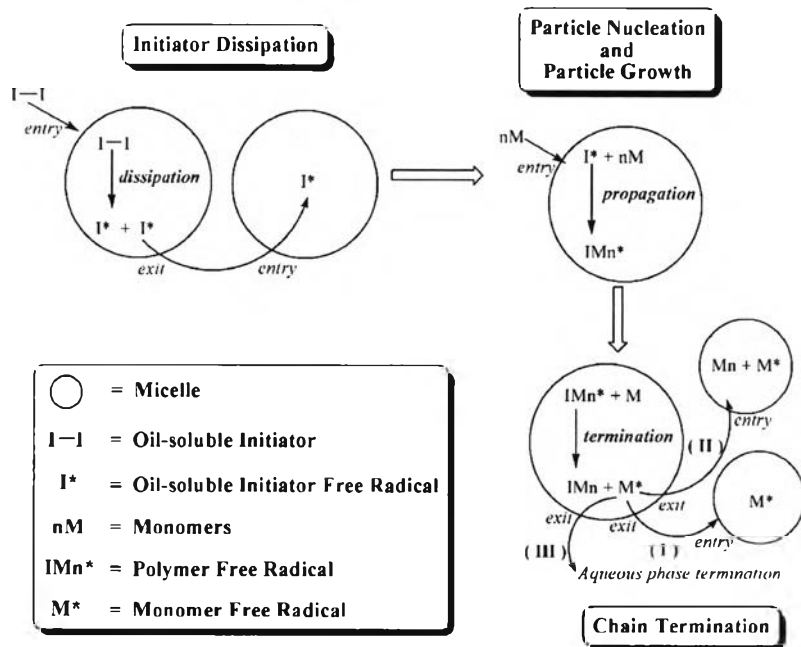 Initiator Dissipation
Particle Nucleation
and
Particle Growth
I—I
entry
I—I
dissipation
I* + I*
exit
I*
entry
nM
entry
I* + nM
propagation
IMn*
IMn* + M
termination
IMn + M*
exit
exit
exit
Mn + M*
entry
( II )
M*
entry
( I )
( III )
Aqueous phase termination
Chain Termination
= Micelle
I—I = Oil-soluble Initiator
I* = Oil-soluble Initiator Free Radical
nM = Monomers
IMn* = Polymer Free Radical
M* = Monomer Free Radical